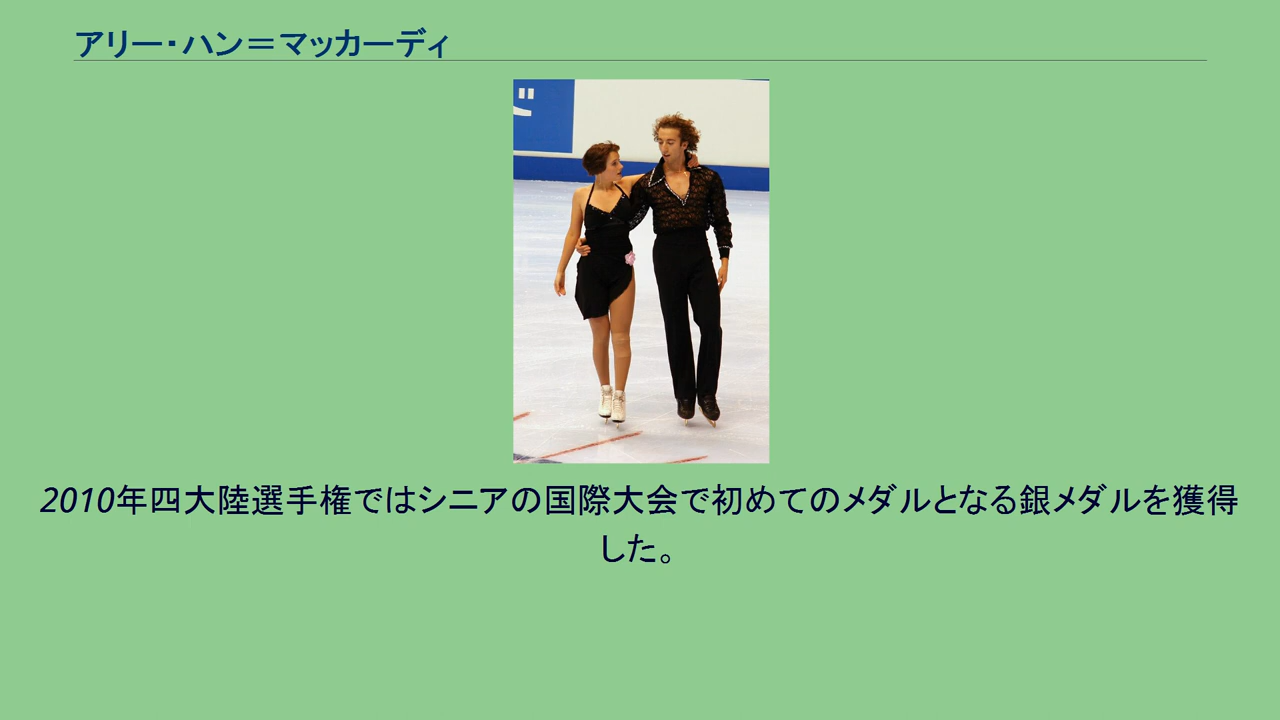 アリー・ハン＝マッカーディ
2010年四大陸選手権ではシニアの国際大会で初めてのメダルとなる銀メダルを獲得
した。